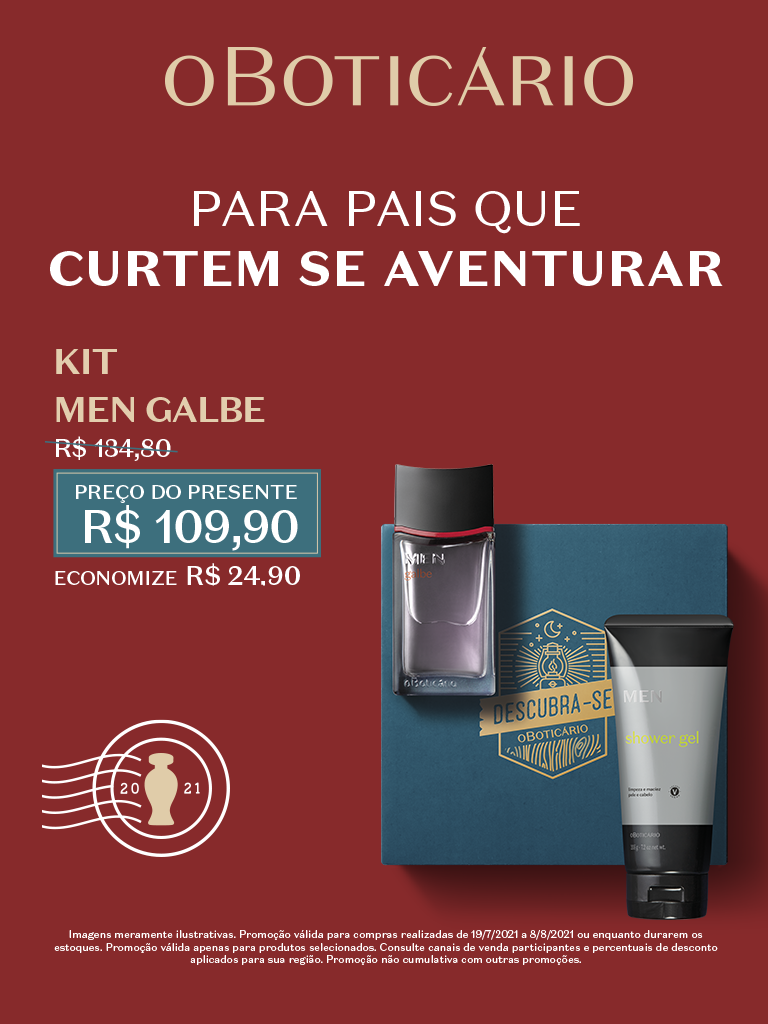 oBOTICÁRIO
PARA PAIS QUE
CURTEM SE AVENTURAR
KIT
MEN GALBE
R$ 134,80
PREÇO DO PRESENTE
R$ 109,90
ECONOMIZE R$ 24.90
MEN
galbe
oBoticário
DESCUBRA-SE
oBOTICÁRIO
MEN
shower gel
limpeza e maciez
pele e cabelo
V
oBOTICÁRIO
20 21
Imagens meramente ilustrativas. Promoção válida para compras realizadas de 19/7/2021 a 8/8/2021 ou enquanto durarem os
estoques. Promoção válida apenas para produtos selecionados. Consulte canais de venda participantes e percentuais de desconto
aplicados para sua região. Promoção não cumulativa com outras promoções.